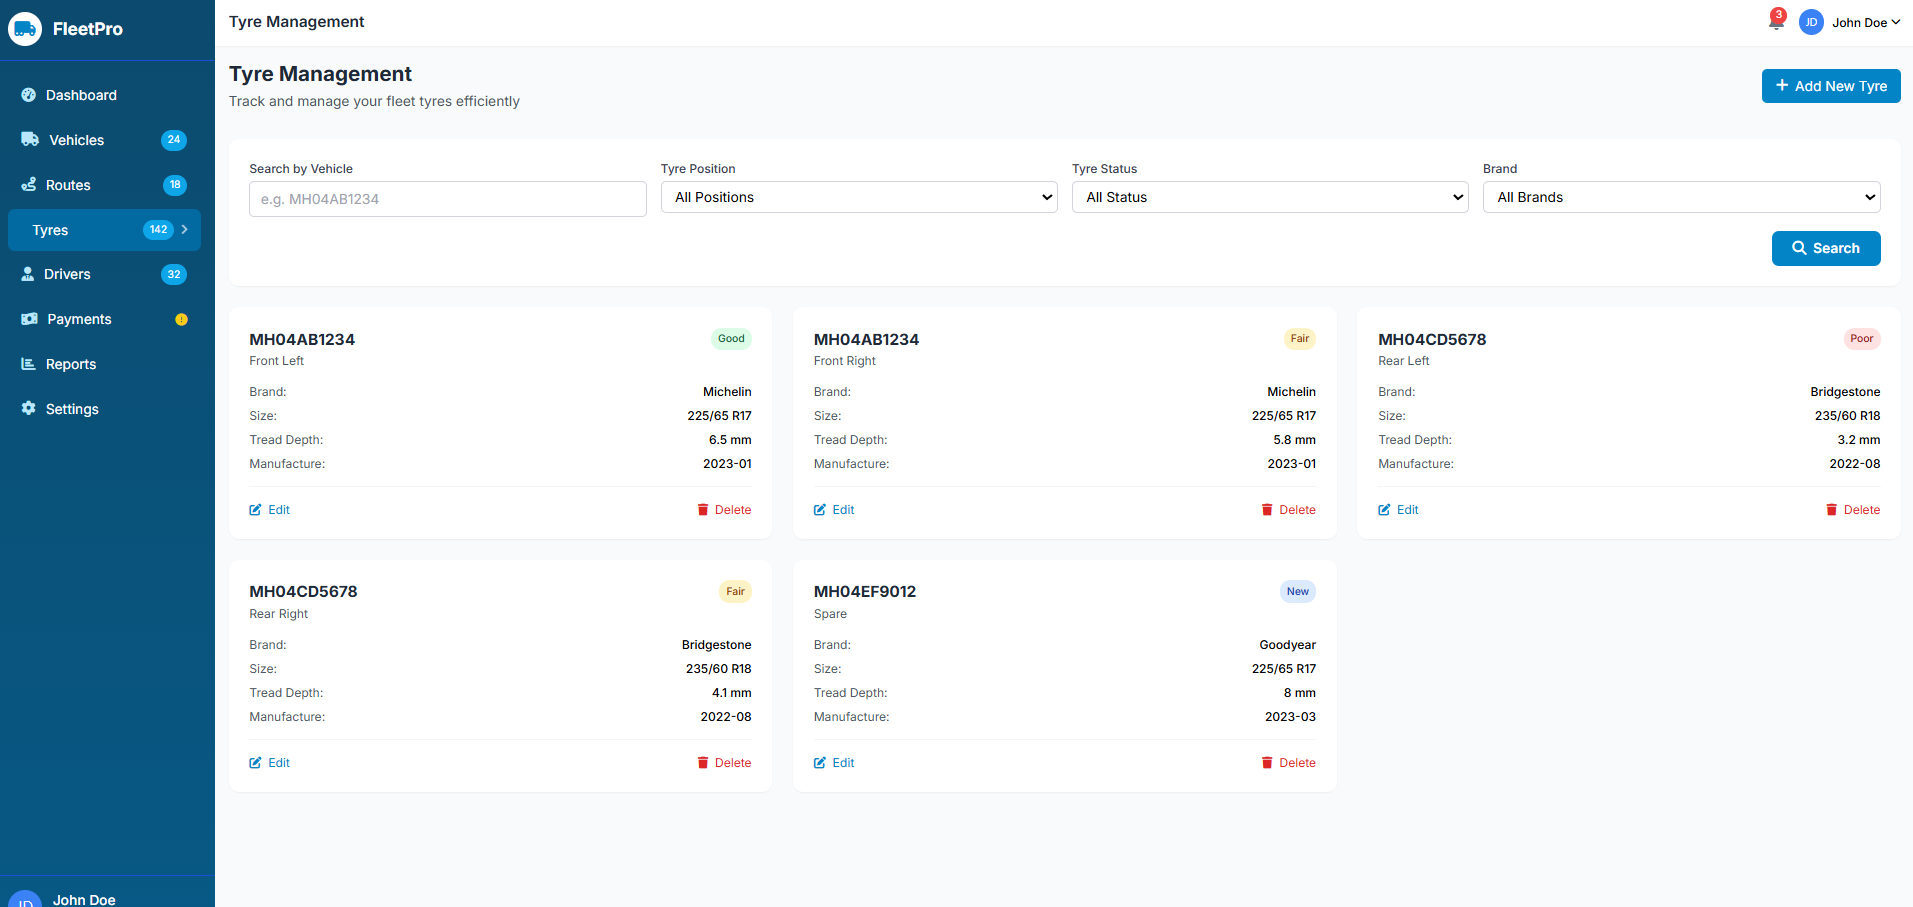 FleetPro
Dashboard
Vehicles 24
Routes 18
Tyres 142
Drivers 32
Payments !
Reports
Settings
JD John Doe
Tyre Management
3 JD John Doe
Tyre Management
Track and manage your fleet tyres efficiently
+ Add New Tyre
Search by Vehicle
e.g. MH04AB1234
Tyre Position
All Positions
Tyre Status
All Status
Brand
All Brands
Search
MH04AB1234 Good
Front Left
Brand: Michelin
Size: 225/65 R17
Tread Depth: 6.5 mm
Manufacture: 2023-01
Edit Delete
MH04AB1234 Fair
Front Right
Brand: Michelin
Size: 225/65 R17
Tread Depth: 5.8 mm
Manufacture: 2023-01
Edit Delete
MH04CD5678 Poor
Rear Left
Brand: Bridgestone
Size: 235/60 R18
Tread Depth: 3.2 mm
Manufacture: 2022-08
Edit Delete
MH04CD5678 Fair
Rear Right
Brand: Bridgestone
Size: 235/60 R18
Tread Depth: 4.1 mm
Manufacture: 2022-08
Edit Delete
MH04EF9012 New
Spare
Brand: Goodyear
Size: 225/65 R17
Tread Depth: 8 mm
Manufacture: 2023-03
Edit Delete